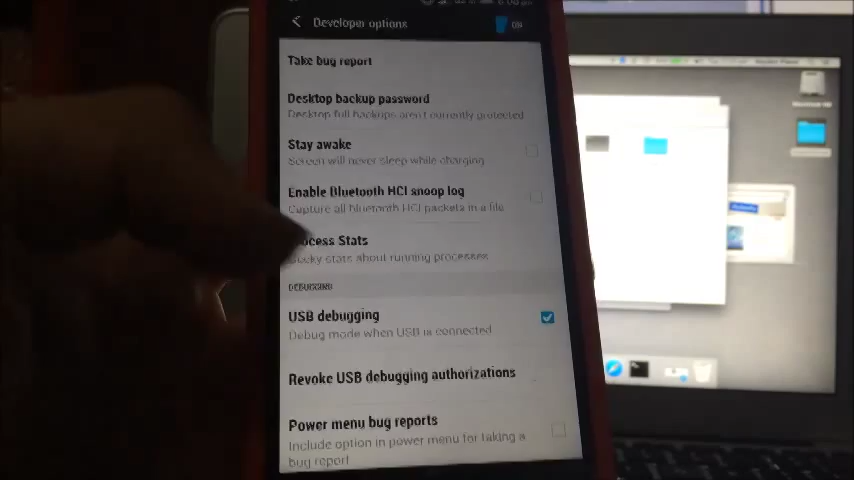 Developer options
ON
Take bug report
Desktop backup password
Desktop full backups aren't currently protected
Stay awake
Screen will never sleep while charging
Enable Bluetooth HCI snoop log
Capture all bluetooth HCI packets in a file
ocess Stats
eeky stats about running processes
DEBUGGING
USB debugging
Debug mode when USB is connected
Revoke USB debugging authorizations
Power menu bug reports
Include option in power menu for taking a
bug report